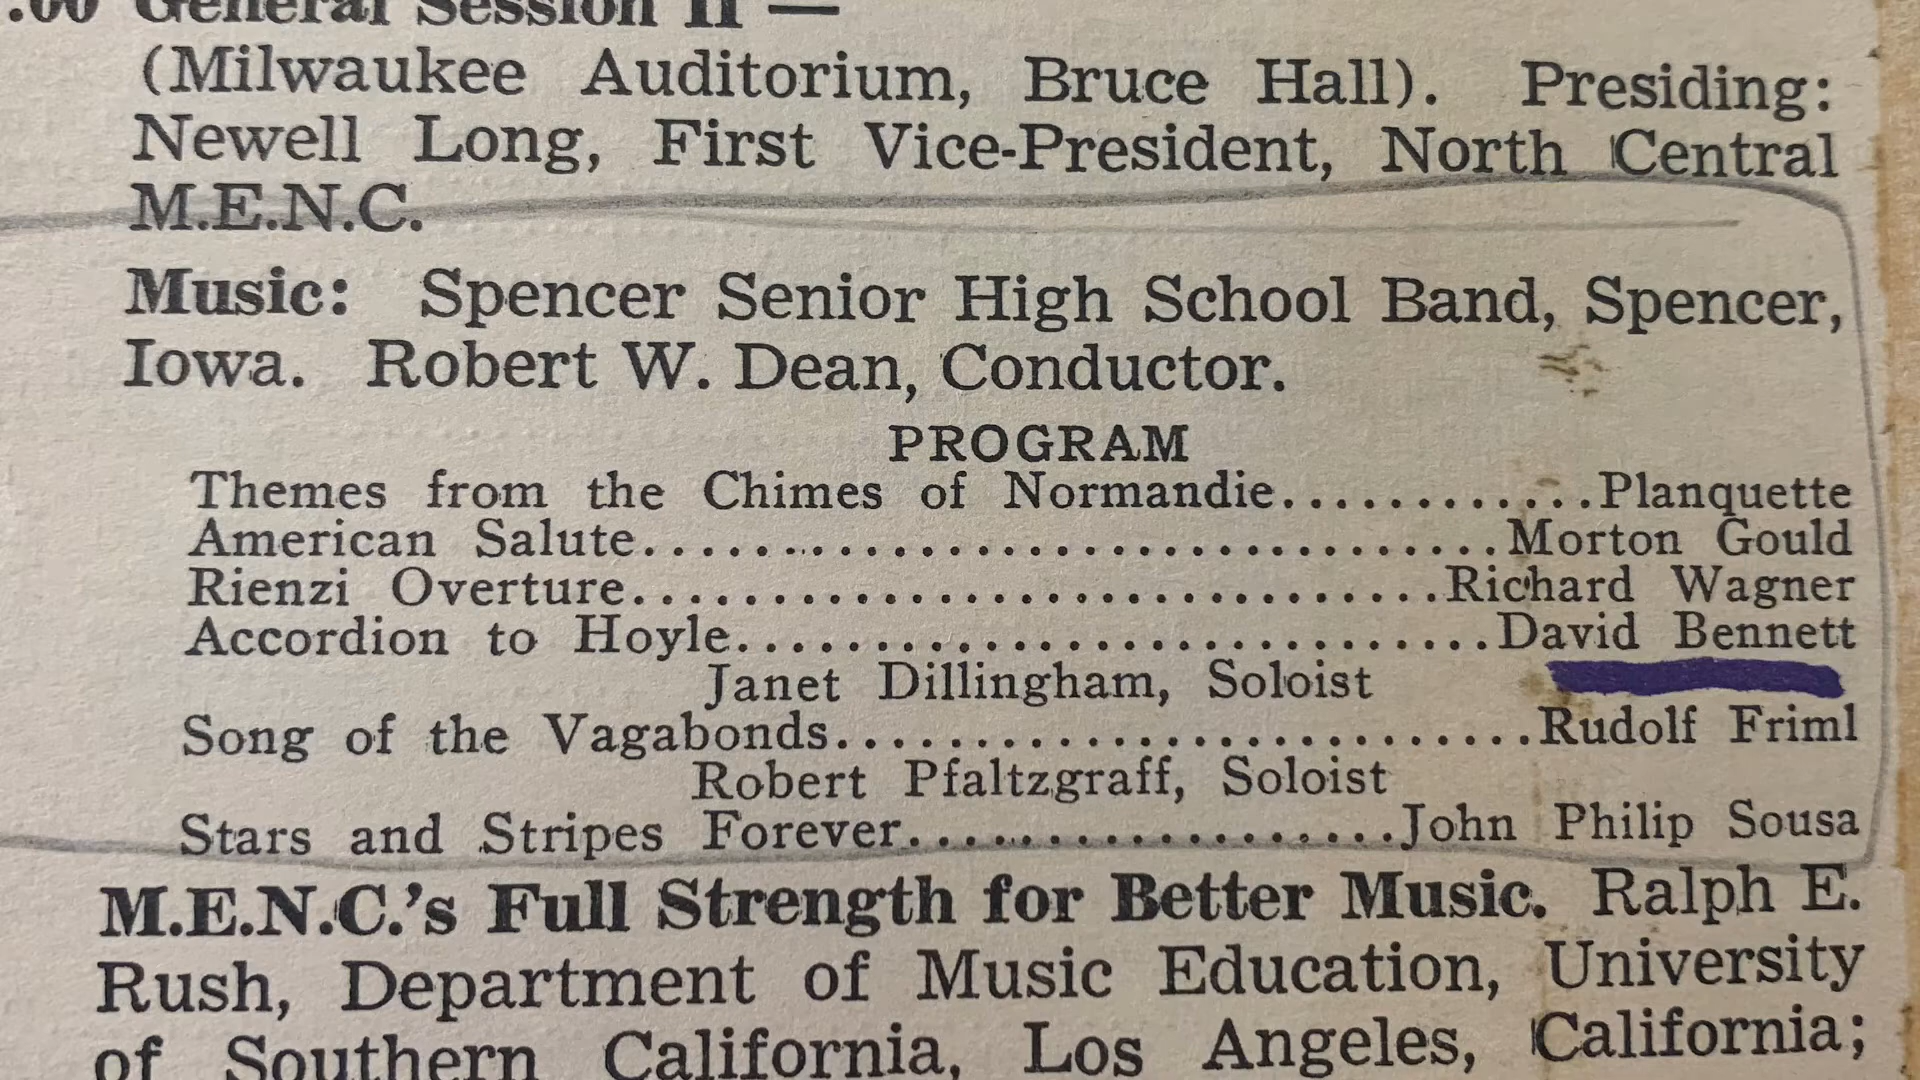 .00 General Session II —
(Milwaukee Auditorium, Bruce Hall). Presiding:
Newell Long, First Vice-President, North Central
M.E.N.C.
Music: Spencer Senior High School Band, Spencer,
Iowa. Robert W. Dean, Conductor.
PROGRAM
Themes from the Chimes of Normandie............Planquette
American Salute....................................Morton Gould
Rienzi Overture..................................Richard Wagner
Accordion to Hoyle................................David Bennett
Janet Dillingham, Soloist
Song of the Vagabonds..............................Rudolf Friml
Robert Pfaltzgraff, Soloist
Stars and Stripes Forever.....................John Philip Sousa
M.E.N.C.'s Full Strength for Better Music. Ralph E.
Rush, Department of Music Education, University
of Southern California, Los Angeles, California;